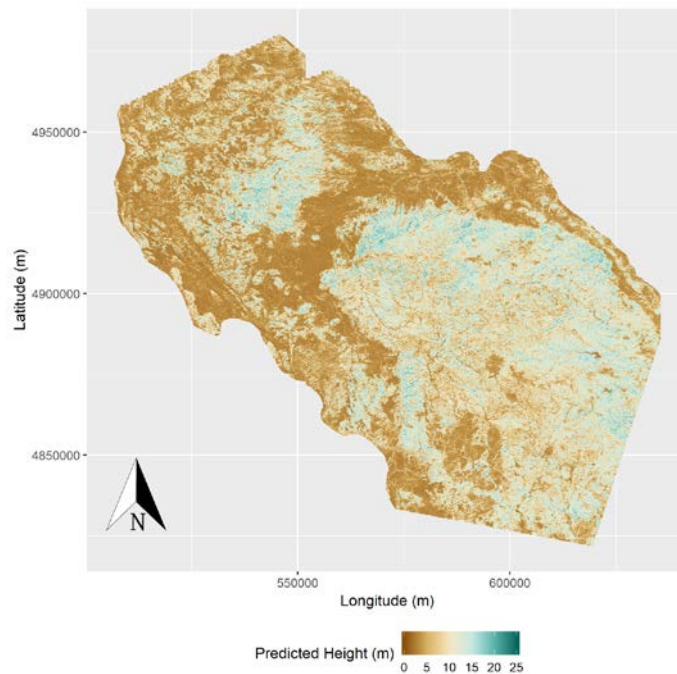 4950000
4900000
4850000
Latitude (m)
N
550000 600000
Longitude (m)
Predicted Height (m)
0 5 10 15 20 25